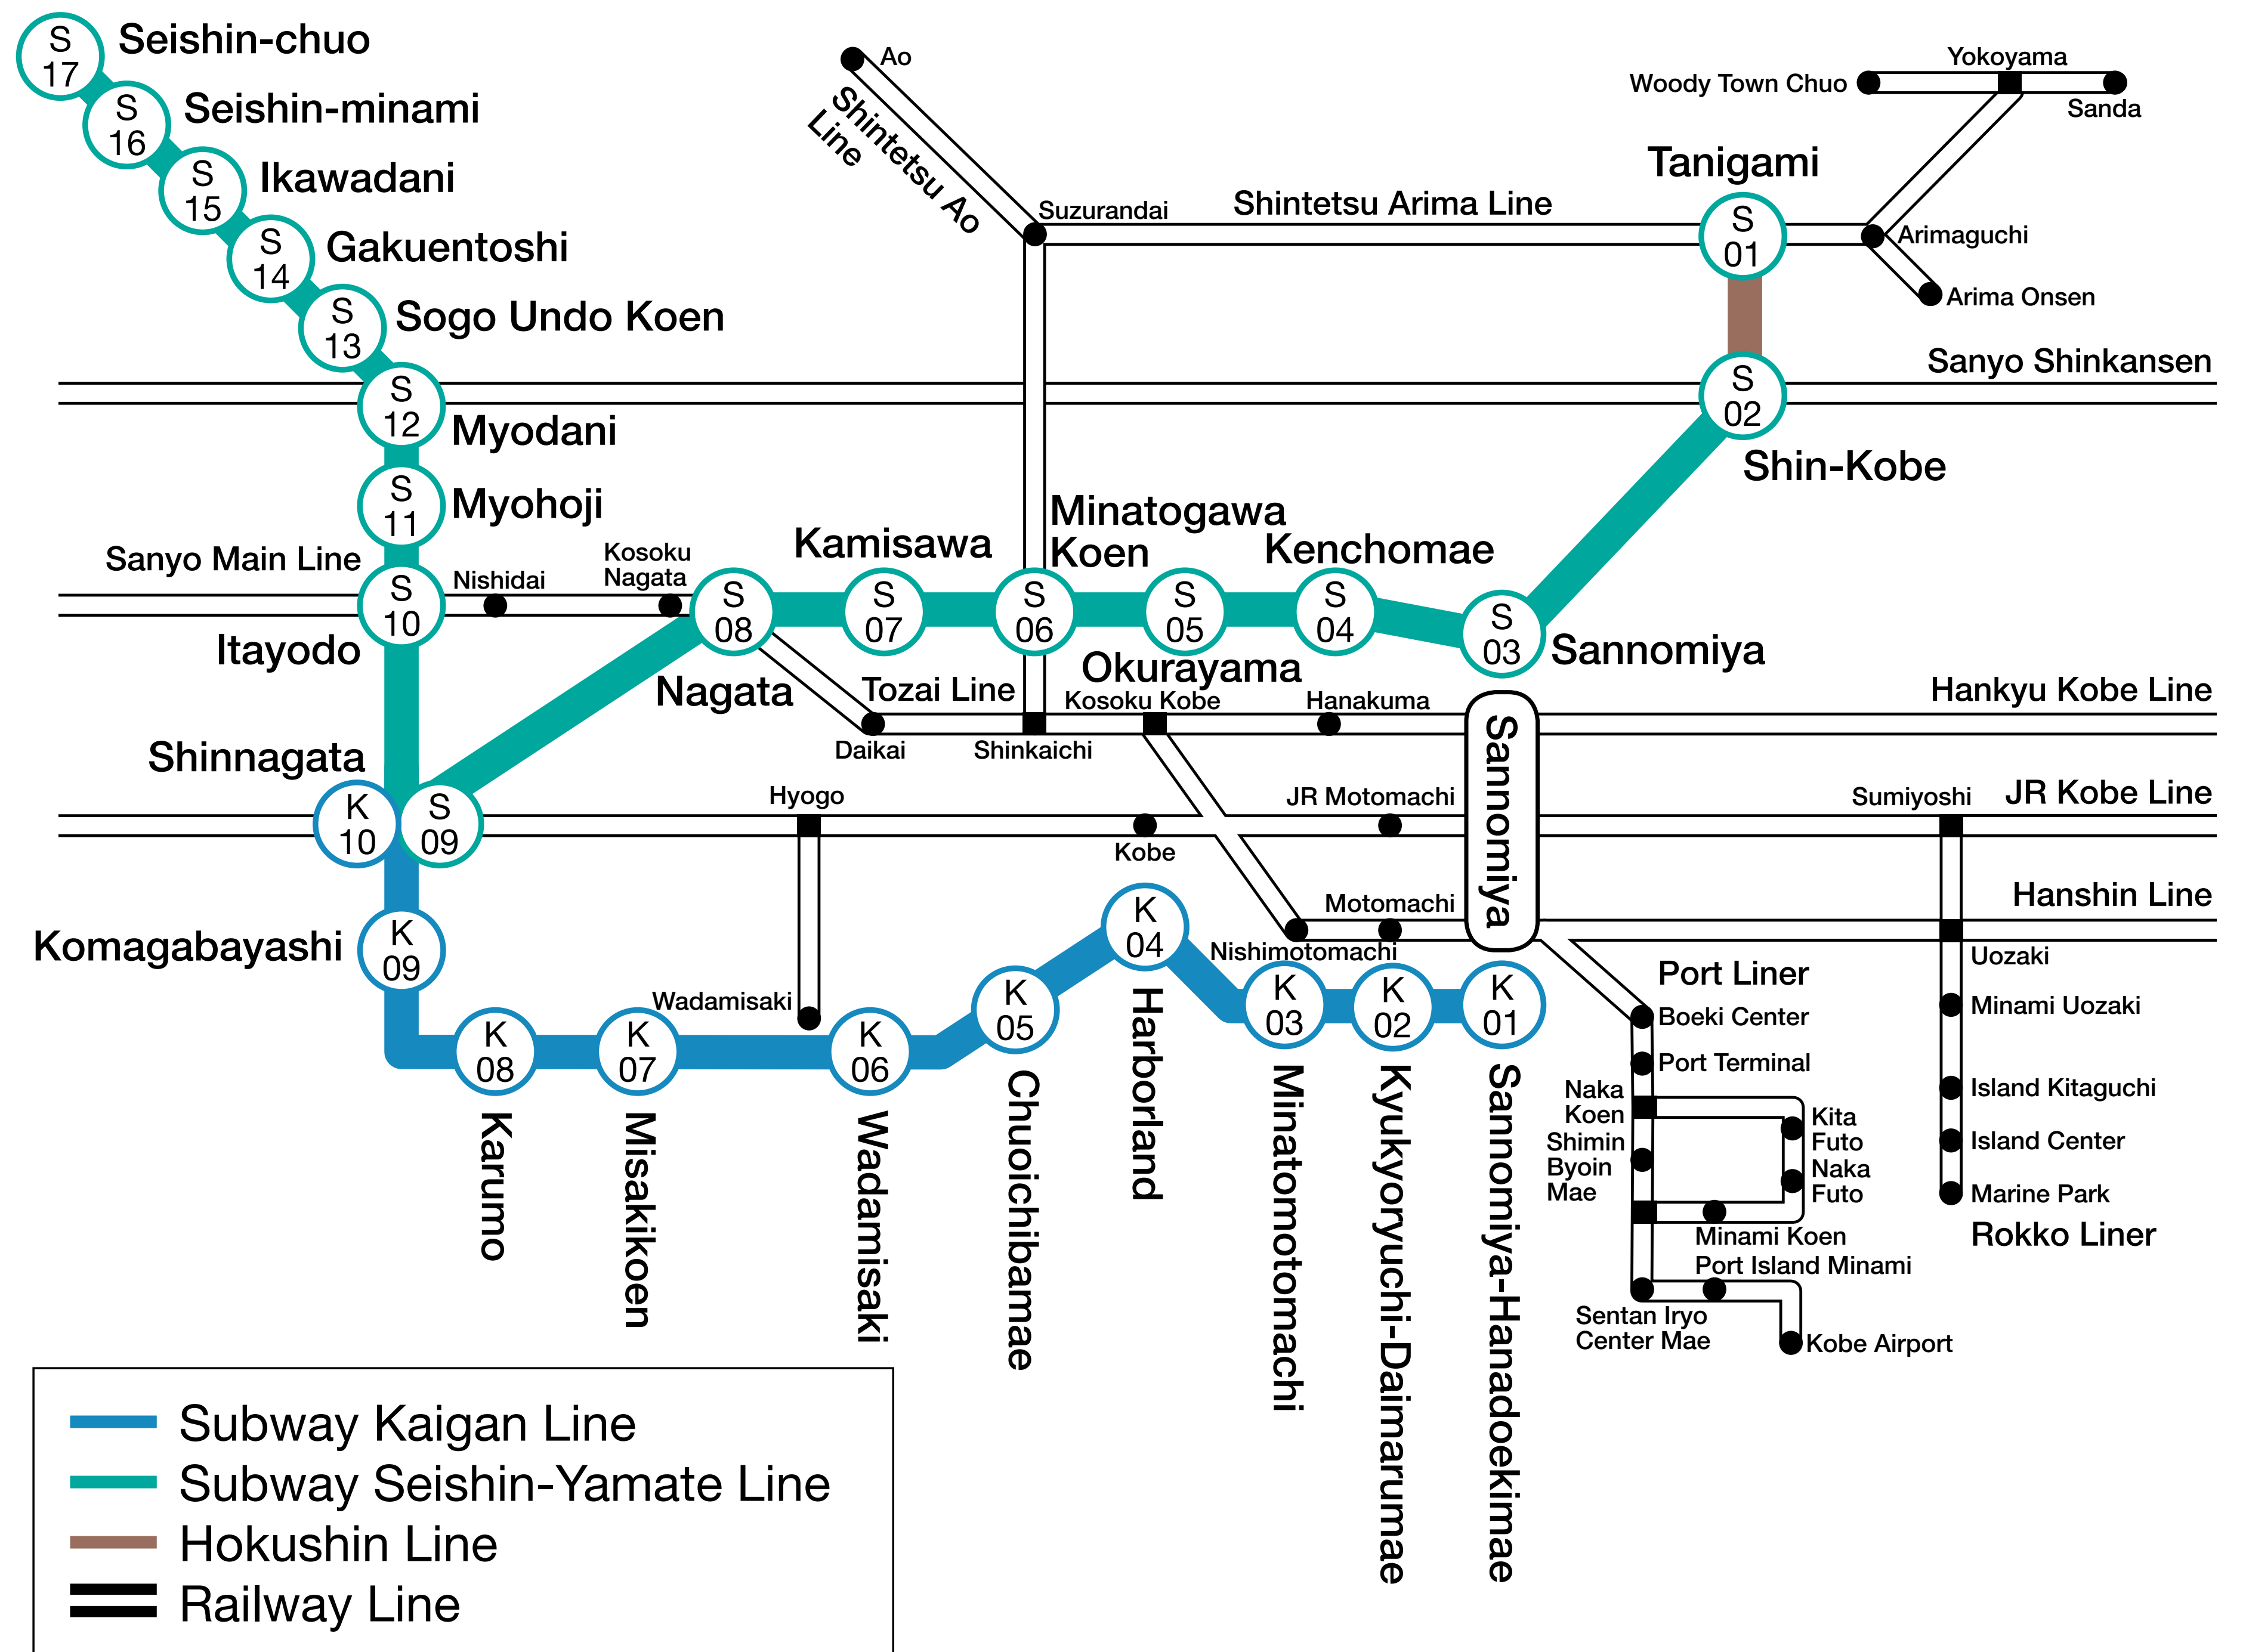 S
17
Seishin-chuo
S
16
Seishin-minami
S
15
Ikawadani
S
14
Gakuentoshi
S
13
Sogo Undo Koen
S
12
Myodani
S
11
Myohoji
Sanyo Main Line
S
10
Itayodo
Nishidai
Kosoku
Nagata
Ao
Shintetsu Ao
Line
Suzurandai
Shintetsu Arima Line
Woody Town Chuo
Yokoyama
Sanda
Tanigami
S
01
Arimaguchi
Arima Onsen
Sanyo Shinkansen
S
02
Shin-Kobe
S
08
Nagata
Kamisawa
S
07
Minatogawa
Koen
S
06
S
05
Okurayama
Kenchomae
S
04
S
03
Sannomiya
Tozai Line
Kosoku Kobe
Hanakuma
Hankyu Kobe Line
Daikai
Shinkaichi
Sannomiya
Shinnagata
K
10
S
09
Hyogo
Kobe
JR Motomachi
Sumiyoshi
JR Kobe Line
Hanshin Line
Motomachi
Nishimotomachi
Komagabayashi
K
09
Wadamisaki
K
08
Karumo
K
07
Misakikoen
K
06
Wadamisaki
K
05
Chuoichibamae
K
04
Harborland
K
03
Minatomotomachi
K
02
Kyukyoryuchi-Daimarumae
K
01
Sannomiya-Hanadoekimae
Port Liner
Boeki Center
Port Terminal
Naka
Koen
Shimin
Byoin
Mae
Kita
Futo
Naka
Futo
Minami Koen
Port Island Minami
Sentan Iryo
Center Mae
Kobe Airport
Uozaki
Minami Uozaki
Island Kitaguchi
Island Center
Marine Park
Rokko Liner
Subway Kaigan Line
Subway Seishin-Yamate Line
Hokushin Line
Railway Line